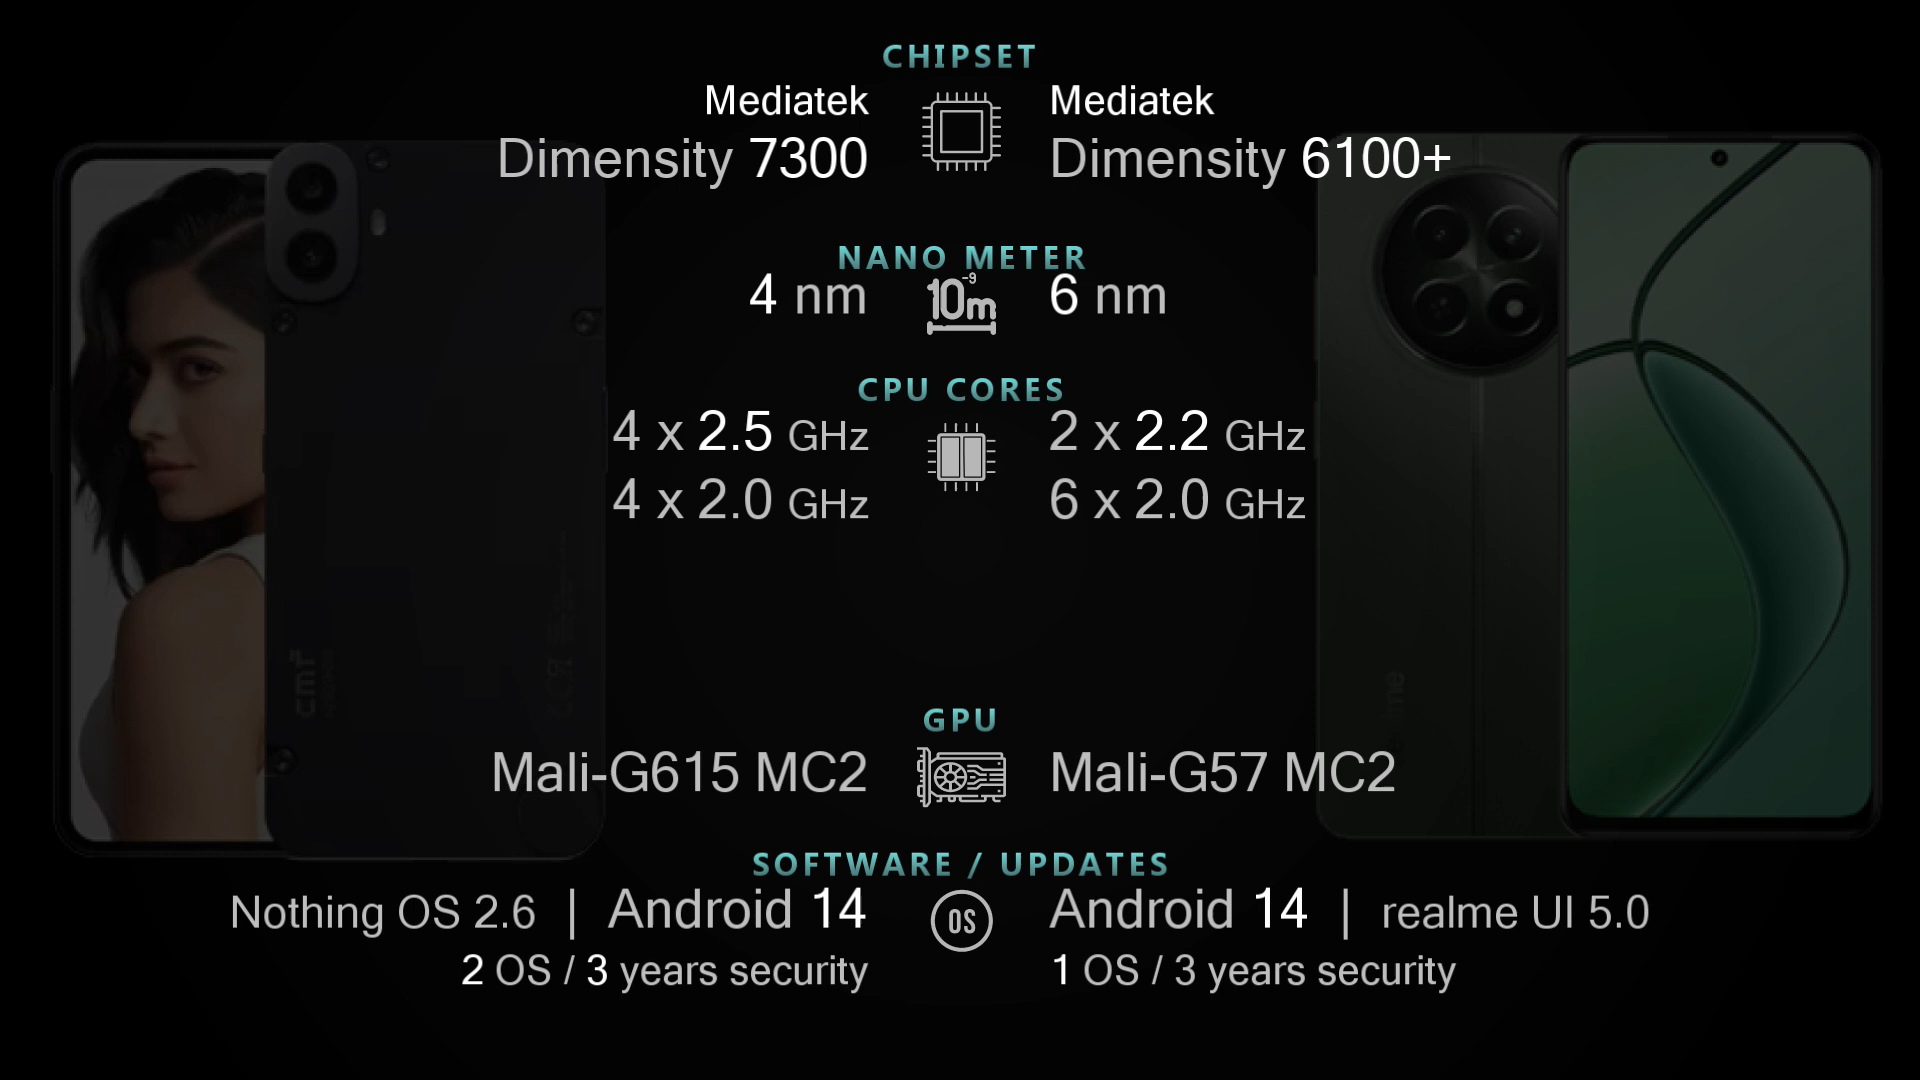 CHIPSET
Mediatek
Dimensity 7300
Mediatek
Dimensity 6100+
NANO METER
4 nm
10m
-9
6 nm
CPU CORES
4 x 2.5 GHz
4 x 2.0 GHz
2 x 2.2 GHz
6 x 2.0 GHz
GPU
Mali-G615 MC2
Mali-G57 MC2
SOFTWARE / UPDATES
Nothing OS 2.6 | Android 14
2 OS / 3 years security
OS
Android 14 | realme UI 5.0
1 OS / 3 years security
cmf